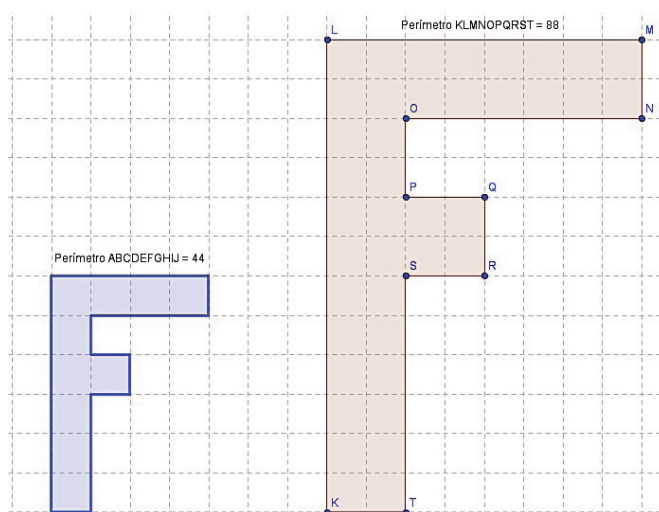 L
Perímetro KLMNOPQRST = 88
M
O
N
P
Q
Perímetro ABCDEFGHIJ = 44
S
R
K
T